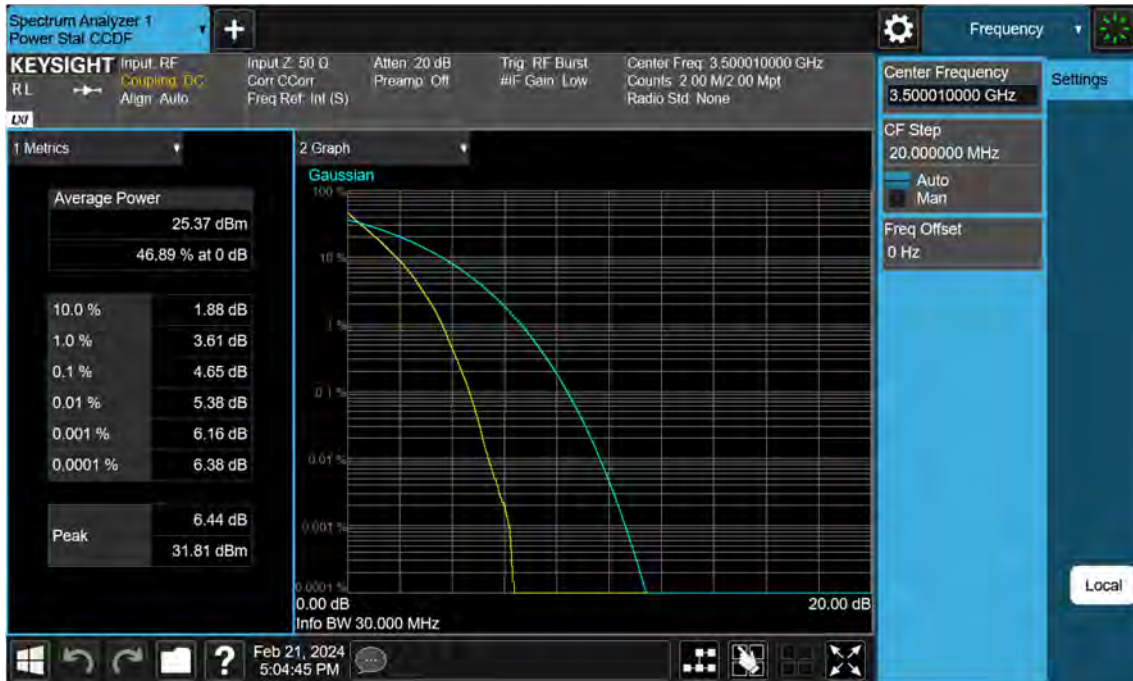 Spectrum Analyzer 1
Power Stat CCDF
Frequency
KEYSIGHT
RL
LXI
Input: RF
Coupling: DC
Align: Auto
Input Z: 50 Ω
Corr CCorr
Freq Ref: Int (S)
Atten: 20 dB
Preamp: Off
Trig: RF Burst
#IF Gain: Low
Center Freq: 3.500010000 GHz
Counts: 2.00 M/2.00 Mpt
Radio Std: None
Center Frequency
3.500010000 GHz
Settings
CF Step
20.000000 MHz
Auto
Man
Freq Offset
0 Hz
1 Metrics
Average Power
25.37 dBm
46.89 % at 0 dB
10.0 % 1.88 dB
1.0 % 3.61 dB
0.1 % 4.65 dB
0.01 % 5.38 dB
0.001 % 6.16 dB
0.0001 % 6.38 dB
Peak
6.44 dB
31.81 dBm
2 Graph
Gaussian
100 %
10 %
1 %
0.1 %
0.01 %
0.001 %
0.0001 %
0.00 dB 20.00 dB
Info BW 30.000 MHz
Local
?
Feb 21, 2024
5:04:45 PM